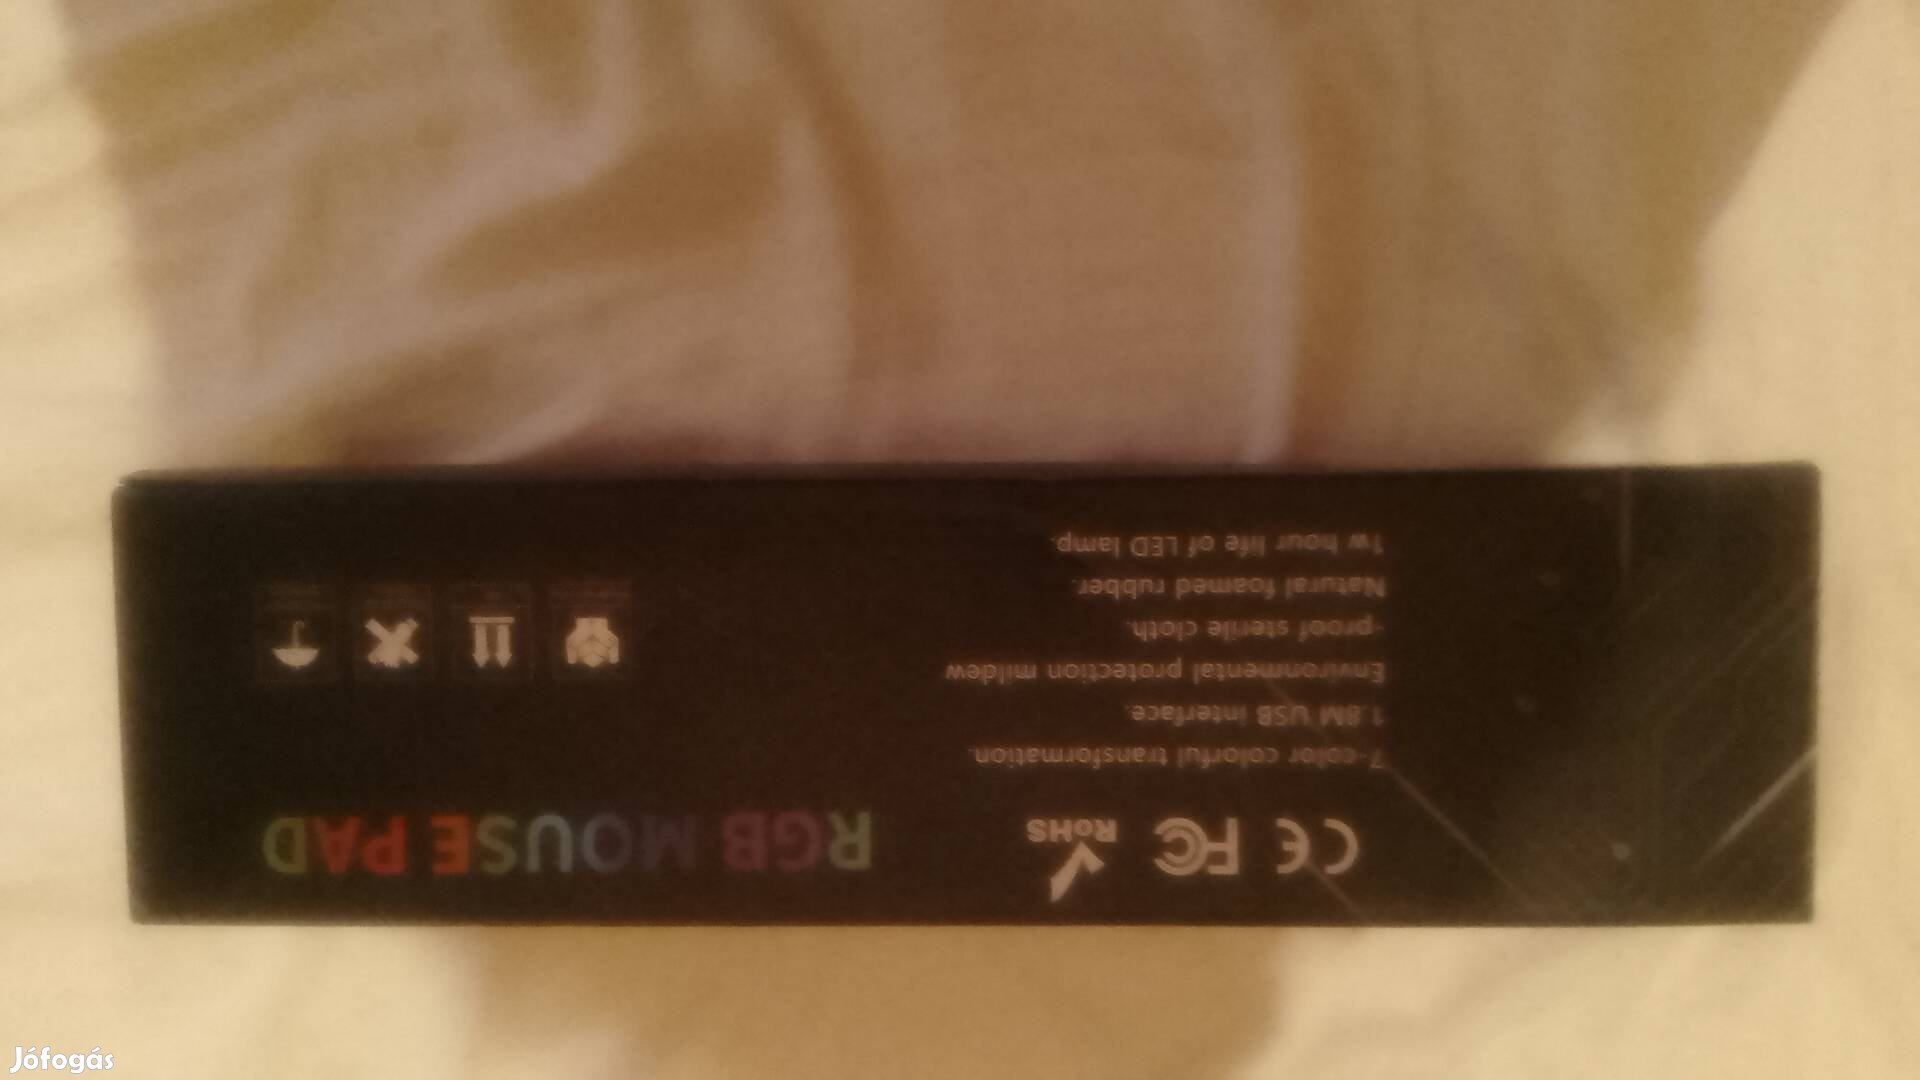 CE FC RoHS
RGB MOUSE PAD
7-color colorful transformation.
1.8M USB interface.
Environmental protection mildew
-proof sterile cloth.
Natural foamed rubber.
1w hour life of LED lamp.
Jófogás